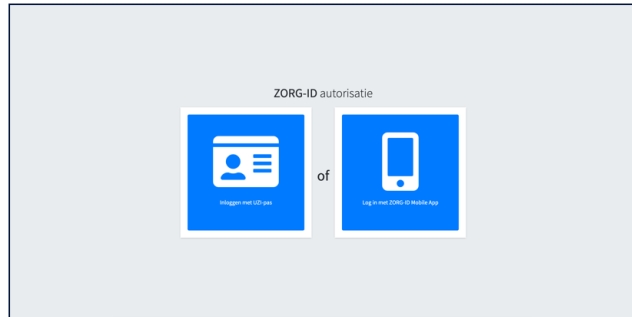 ZORG-ID autorisatie
Inloggen met UZI-pas
of
Log in met ZORG-ID Mobile App